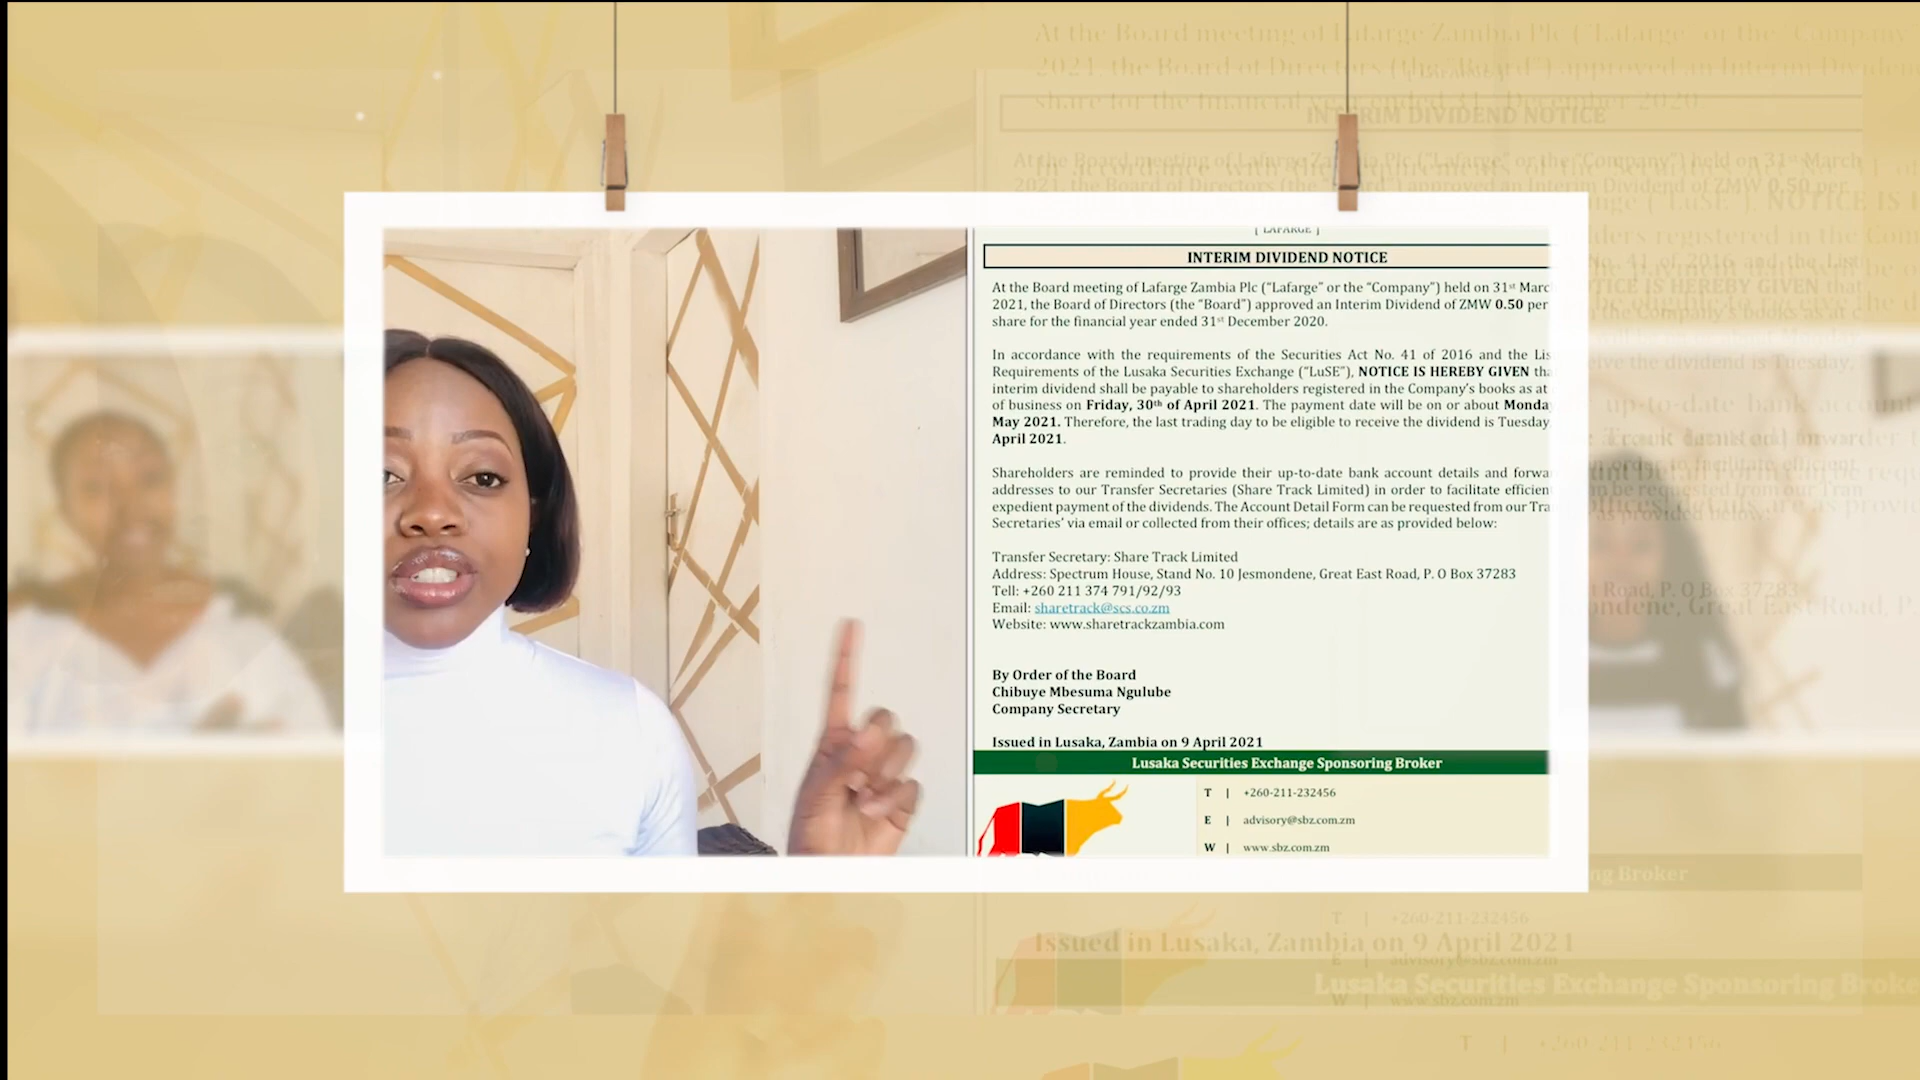 [ LAFARGE ]
INTERIM DIVIDEND NOTICE
At the Board meeting of Lafarge Zambia Plc (“Lafarge” or the “Company”) held on 31st Marc
2021, the Board of Directors (the “Board”) approved an Interim Dividend of ZMW 0.50 per
share for the financial year ended 31st December 2020.
In accordance with the requirements of the Securities Act No. 41 of 2016 and the Lis
Requirements of the Lusaka Securities Exchange (“LuSE”), NOTICE IS HEREBY GIVEN tha
interim dividend shall be payable to shareholders registered in the Company’s books as at
of business on Friday, 30th of April 2021. The payment date will be on or about Monda
May 2021. Therefore, the last trading day to be eligible to receive the dividend is Tuesday,
April 2021.
Shareholders are reminded to provide their up-to-date bank account details and forwar
addresses to our Transfer Secretaries (Share Track Limited) in order to facilitate efficient
expedient payment of the dividends. The Account Detail Form can be requested from our Tra
Secretaries’ via email or collected from their offices; details are as provided below:
Transfer Secretary: Share Track Limited
Address: Spectrum House, Stand No. 10 Jesmondene, Great East Road, P. O Box 37283
Tell: +260 211 374 791/92/93
Email: sharetrack@scs.co.zm
Website: www.sharetrackzambia.com
By Order of the Board
Chibuye Mbesuma Ngulube
Company Secretary
Issued in Lusaka, Zambia on 9 April 2021
Lusaka Securities Exchange Sponsoring Broker
T | +260-211-232456
E | advisory@sbz.com.zm
W | www.sbz.com.zm